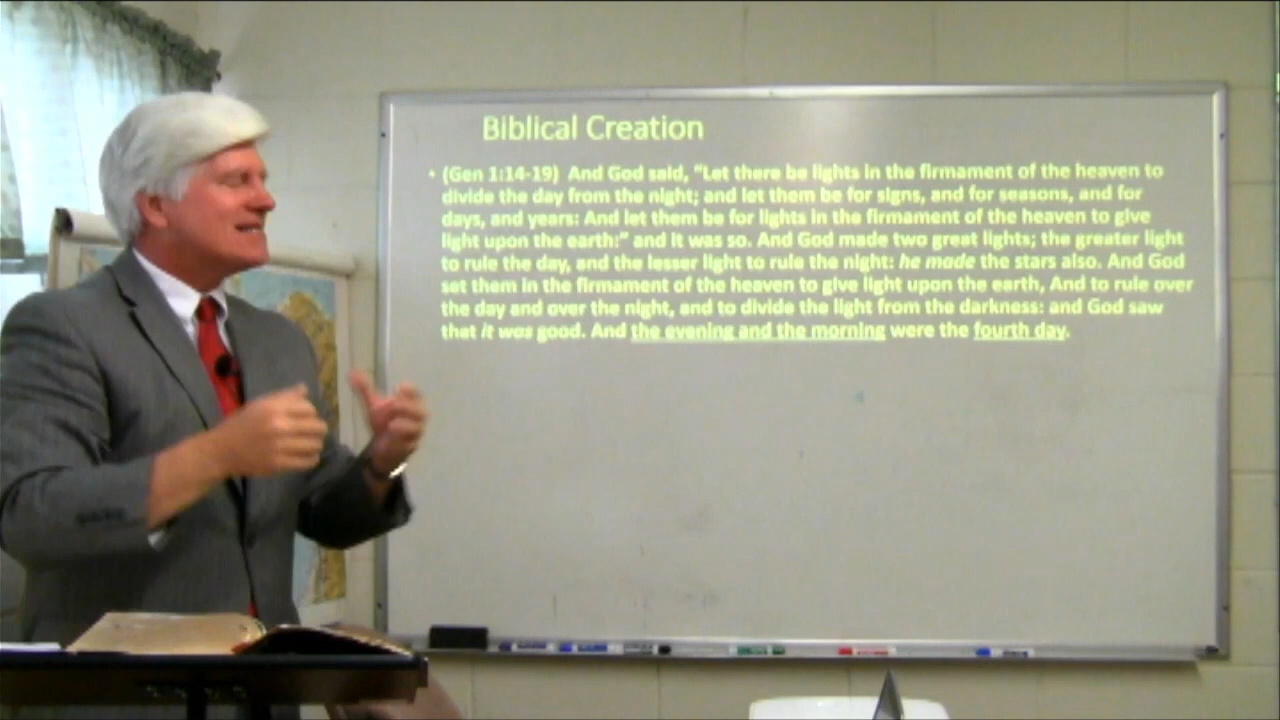 Biblical Creation
• (Gen 1:14-19) And God said, "Let there be lights in the firmament of the heaven to
divide the day from the night; and let them be for signs, and for seasons, and for
days, and years: And let them be for lights in the firmament of the heaven to give
light upon the earth:" and it was so. And God made two great lights; the greater light
to rule the day, and the lesser light to rule the night: he made the stars also. And God
set them in the firmament of the heaven to give light upon the earth, And to rule over
the day and over the night, and to divide the light from the darkness: and God saw
that it was good. And the evening and the morning were the fourth day.